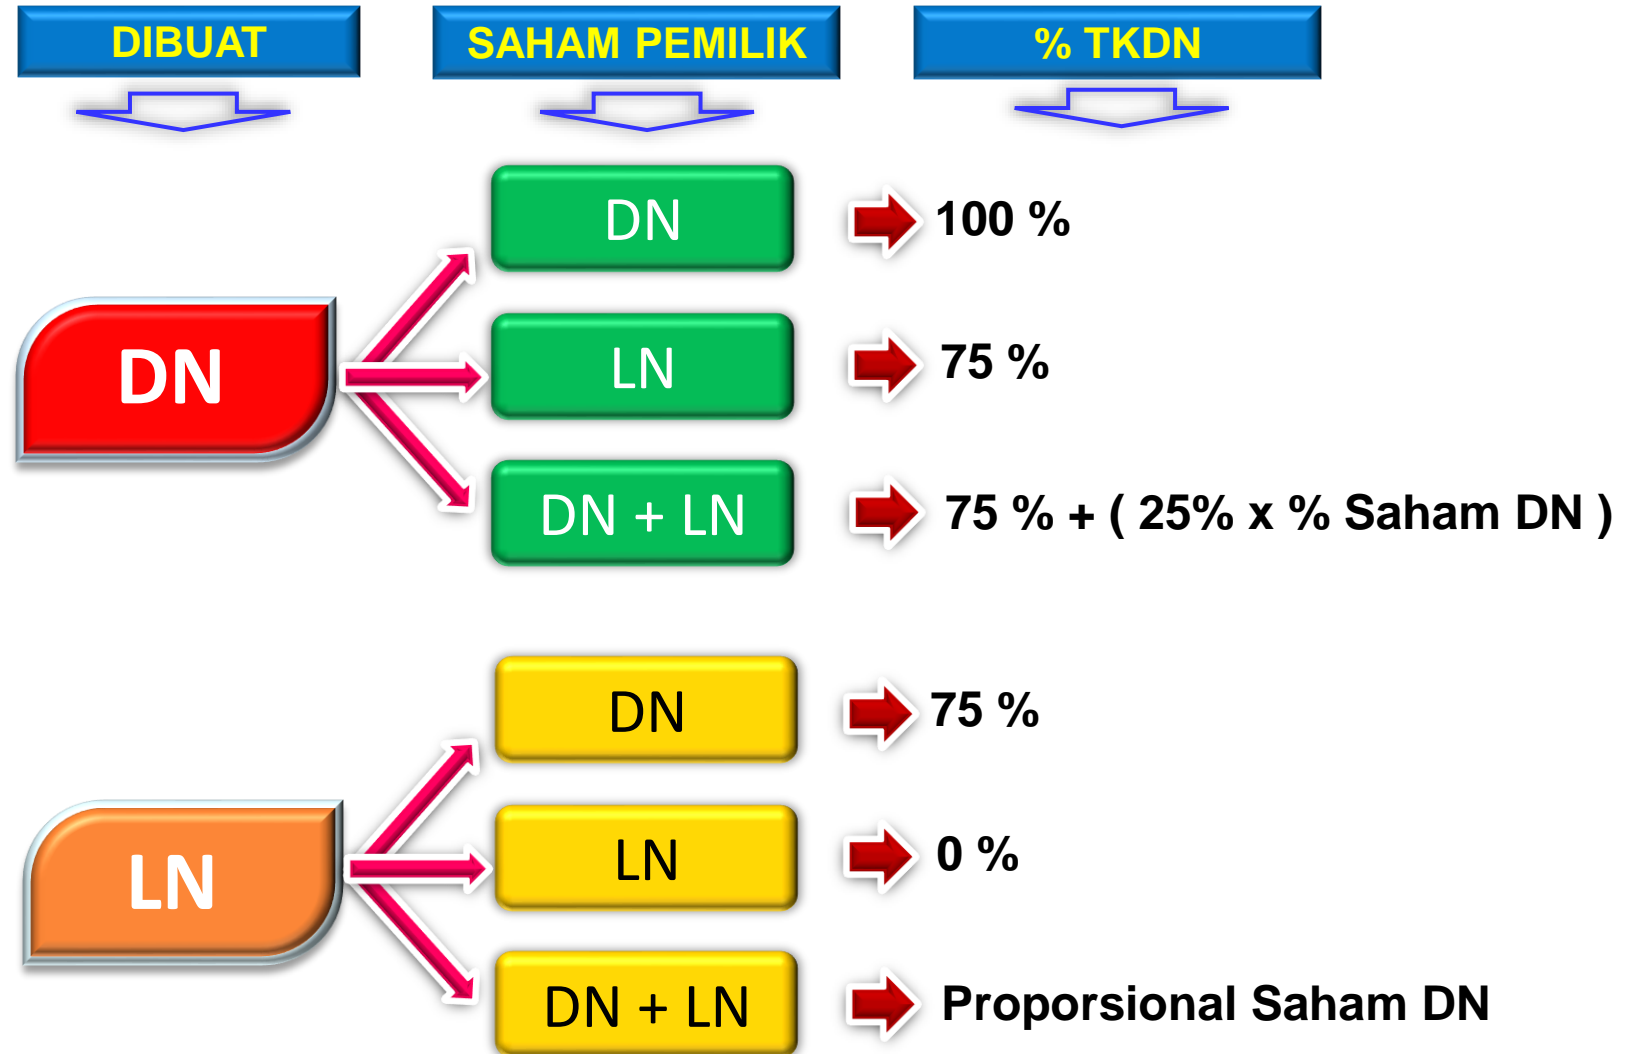 DIBUAT
SAHAM PEMILIK
% TKDN
DN
DN
100 %
LN
75 %
DN + LN
75 % + ( 25% x % Saham DN )
LN
DN
75 %
LN
0 %
DN + LN
Proporsional Saham DN